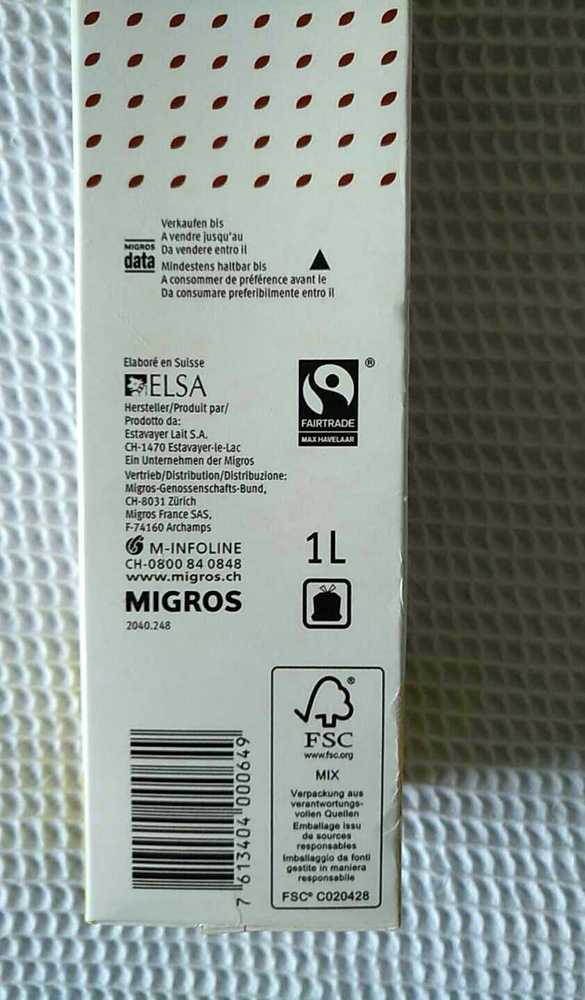 Verkaufen bis
A vendre jusqu'au
Da vendere entro il
MIGROS
data
Mindestens haltbar bis
A consommer de préférence avant le
Da consumare preferibilmente entro il
Elaboré en Suisse
ELSA
Hersteller/Produit par/
Prodotto da:
Estavayer Lait S.A.
CH-1470 Estavayer-le-Lac
Ein Unternehmen der Migros
Vertrieb/Distribution/Distribuzione:
Migros-Genossenschafts-Bund,
CH-8031 Zürich
Migros France SAS,
F-74160 Archamps
M-INFOLINE
CH-0800 84 0848
www.migros.ch
MIGROS
2040.248
®
FAIRTRADE
MAX HAVELAAR
1L
®
FSC
www.fsc.org
MIX
Verpackung aus
verantwortungs-
vollen Quellen
Emballage issu
de sources
responsables
Imballaggio da fonti
gestite in maniera
responsabile
FSC® C020428
7 613404 000649